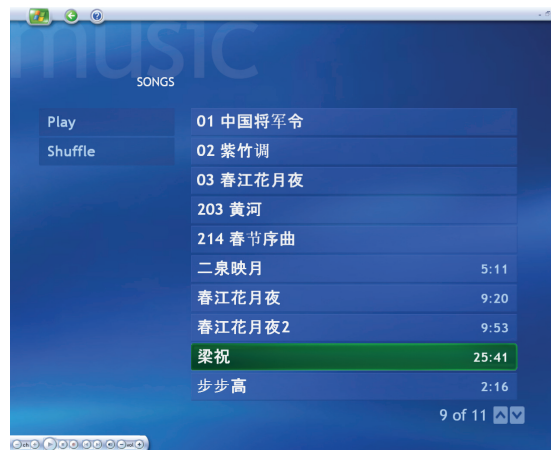 music
SONGS
Play
Shuffle
01 中国将军令
02 紫竹调
03 春江花月夜
203 黄河
214 春节序曲
二泉映月 5:11
春江花月夜 9:20
春江花月夜2 9:53
梁祝 25:41
步步高 2:16
9 of 11
ch
vol